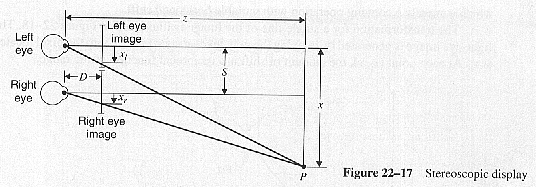 z
Left eye
image
Left
eye
x_l
D
S
x
Right
eye
x_r
Right eye
image
P
Figure 22–17 Stereoscopic display